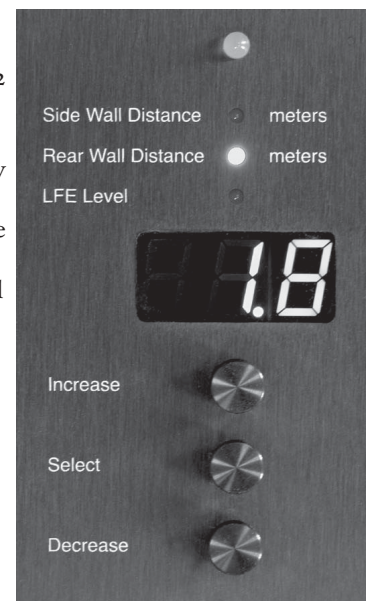 Side Wall Distance meters
Rear Wall Distance meters
LFE Level
1.8
Increase
Select
Decrease